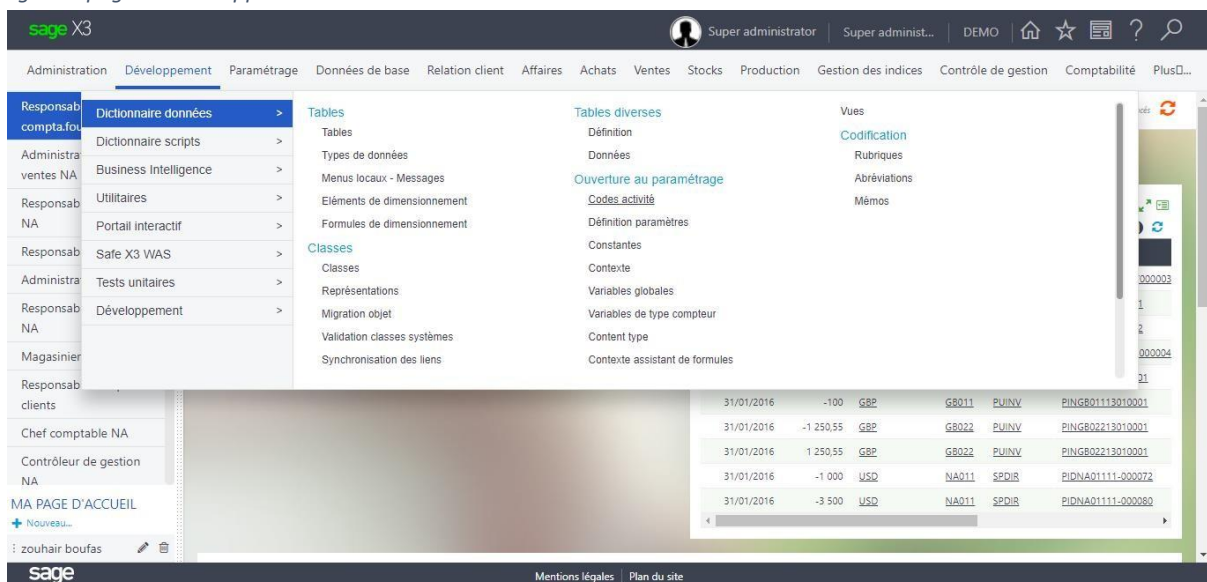 sage X3
Super administrator
Super administ...
DEMO
Administration Développement Paramétrage Données de base Relation client Affaires Achats Ventes Stocks Production Gestion des indices Contrôle de gestion Comptabilité Plus...
Responsab
compta.fou
Administra
ventes NA
Responsab
NA
Responsab
Administra
Responsab
NA
Magasinier
Responsab
clients
Chef comptable NA
Contrôleur de gestion
NA
MA PAGE D'ACCUEIL
Nouveau...
zouhair boufas
Dictionnaire données >
Dictionnaire scripts >
Business Intelligence >
Utilitaires >
Portail interactif >
Safe X3 WAS >
Tests unitaires >
Développement >
Tables
Tables
Types de données
Menus locaux - Messages
Eléments de dimensionnement
Formules de dimensionnement
Classes
Classes
Représentations
Migration objet
Validation classes systèmes
Synchronisation des liens
Tables diverses
Définition
Données
Ouverture au paramétrage
Codes activité
Définition paramètres
Constantes
Contexte
Variables globales
Variables de type compteur
Content type
Contexte assistant de formules
Vues
Codification
Rubriques
Abréviations
Mémos
000003
1
2
000004
01
31/01/2016 -100 GBP GB011 PUINV PINGB01113010001
31/01/2016 -1 250,55 GBP GB022 PUINV PINGB02213010001
31/01/2016 1 250,55 GBP GB022 PUINV PINGB02213010001
31/01/2016 -1 000 USD NA011 SPDIR PIDNA01111-000072
31/01/2016 -3 500 USD NA011 SPDIR PIDNA01111-000080
sage
Mentions légales Plan du site